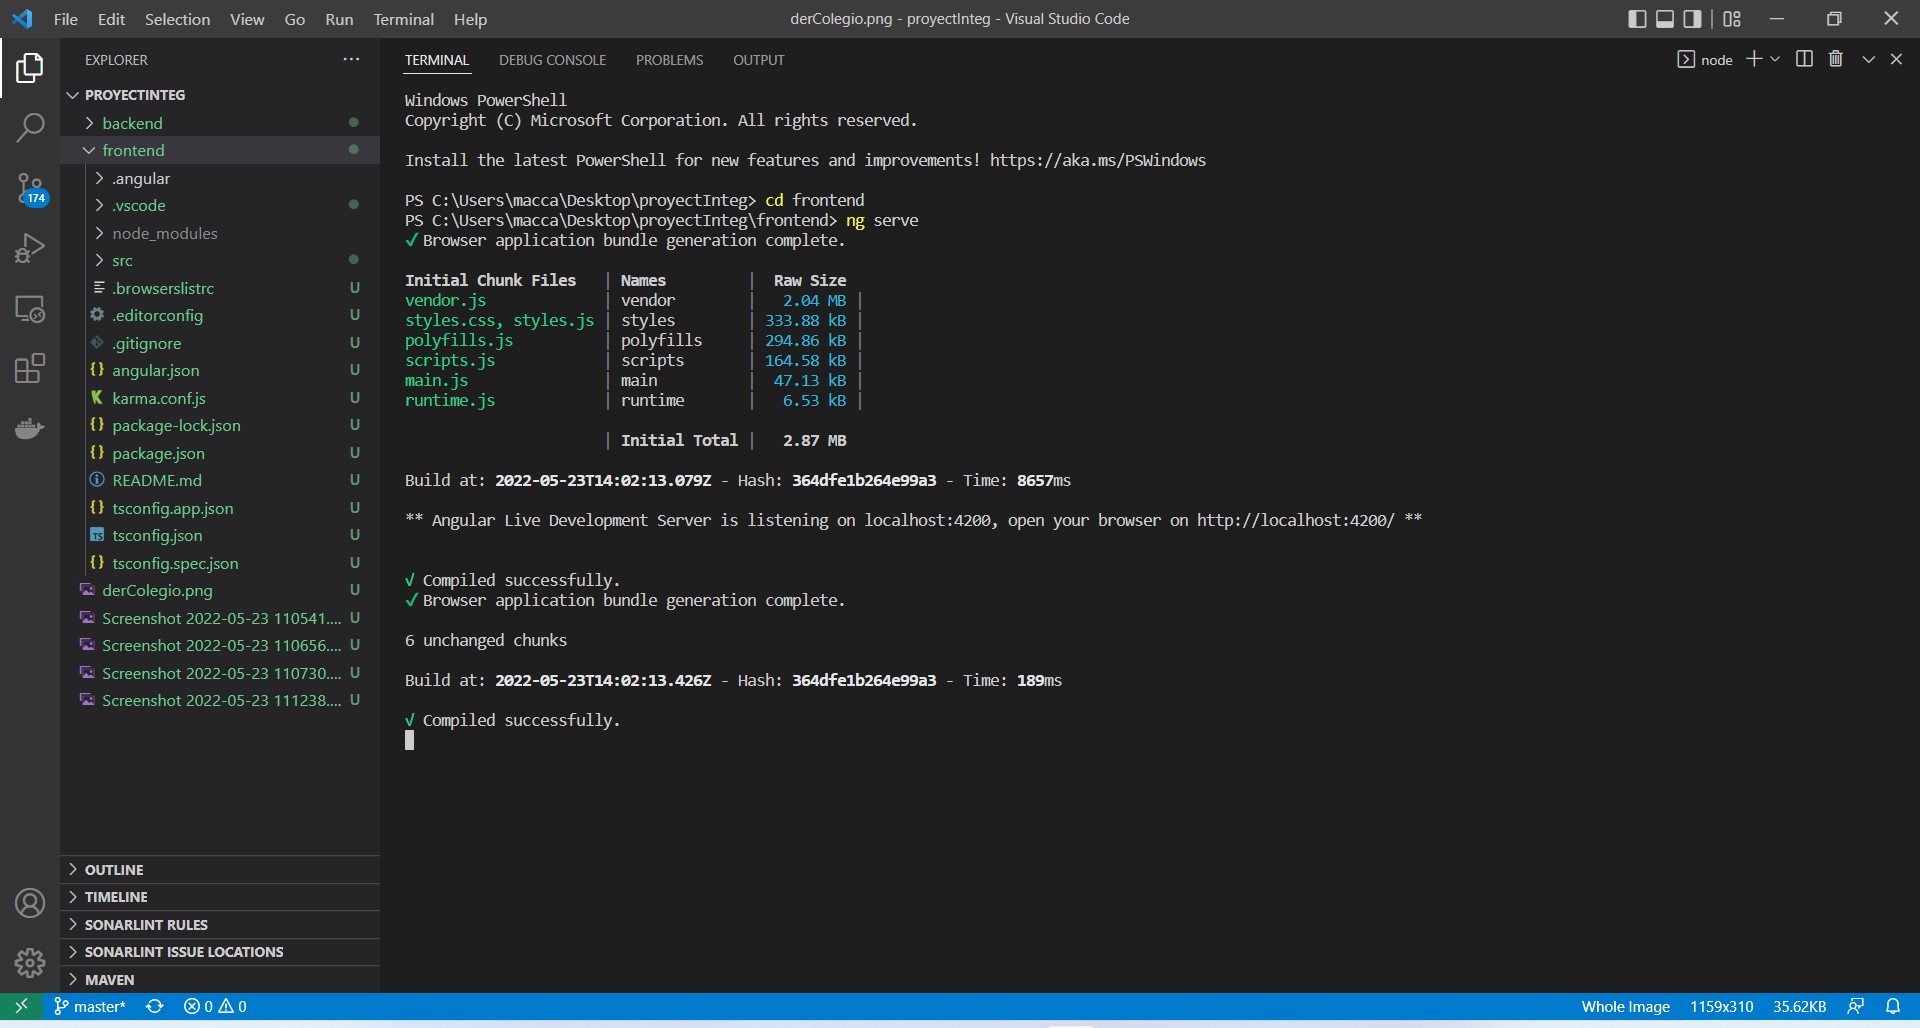 File Edit Selection View Go Run Terminal Help
derColegio.png - proyectInteg - Visual Studio Code
EXPLORER
PROYECTINTEG
backend
frontend
.angular
.vscode
node_modules
src
.browserslistrc U
.editorconfig U
.gitignore U
angular.json U
karma.conf.js U
package-lock.json U
package.json U
README.md U
tsconfig.app.json U
tsconfig.json U
tsconfig.spec.json U
derColegio.png U
Screenshot 2022-05-23 110541.... U
Screenshot 2022-05-23 110656.... U
Screenshot 2022-05-23 110730.... U
Screenshot 2022-05-23 111238.... U
OUTLINE
TIMELINE
SONARLINT RULES
SONARLINT ISSUE LOCATIONS
MAVEN
174
TERMINAL DEBUG CONSOLE PROBLEMS OUTPUT
node
Windows PowerShell
Copyright (C) Microsoft Corporation. All rights reserved.
Install the latest PowerShell for new features and improvements! https://aka.ms/PSWindows
PS C:\Users\macca\Desktop\proyectInteg> cd frontend
PS C:\Users\macca\Desktop\proyectInteg\frontend> ng serve
✓ Browser application bundle generation complete.
Initial Chunk Files | Names | Raw Size
vendor.js | vendor | 2.04 MB |
styles.css, styles.js | styles | 333.88 kB |
polyfills.js | polyfills | 294.86 kB |
scripts.js | scripts | 164.58 kB |
main.js | main | 47.13 kB |
runtime.js | runtime | 6.53 kB |
| Initial Total | 2.87 MB
Build at: 2022-05-23T14:02:13.079Z - Hash: 364dfe1b264e99a3 - Time: 8657ms
** Angular Live Development Server is listening on localhost:4200, open your browser on http://localhost:4200/ **
√ Compiled successfully.
✓ Browser application bundle generation complete.
6 unchanged chunks
Build at: 2022-05-23T14:02:13.426Z - Hash: 364dfe1b264e99a3 - Time: 189ms
√ Compiled successfully.
master* 0 0
Whole Image 1159x310 35.62KB